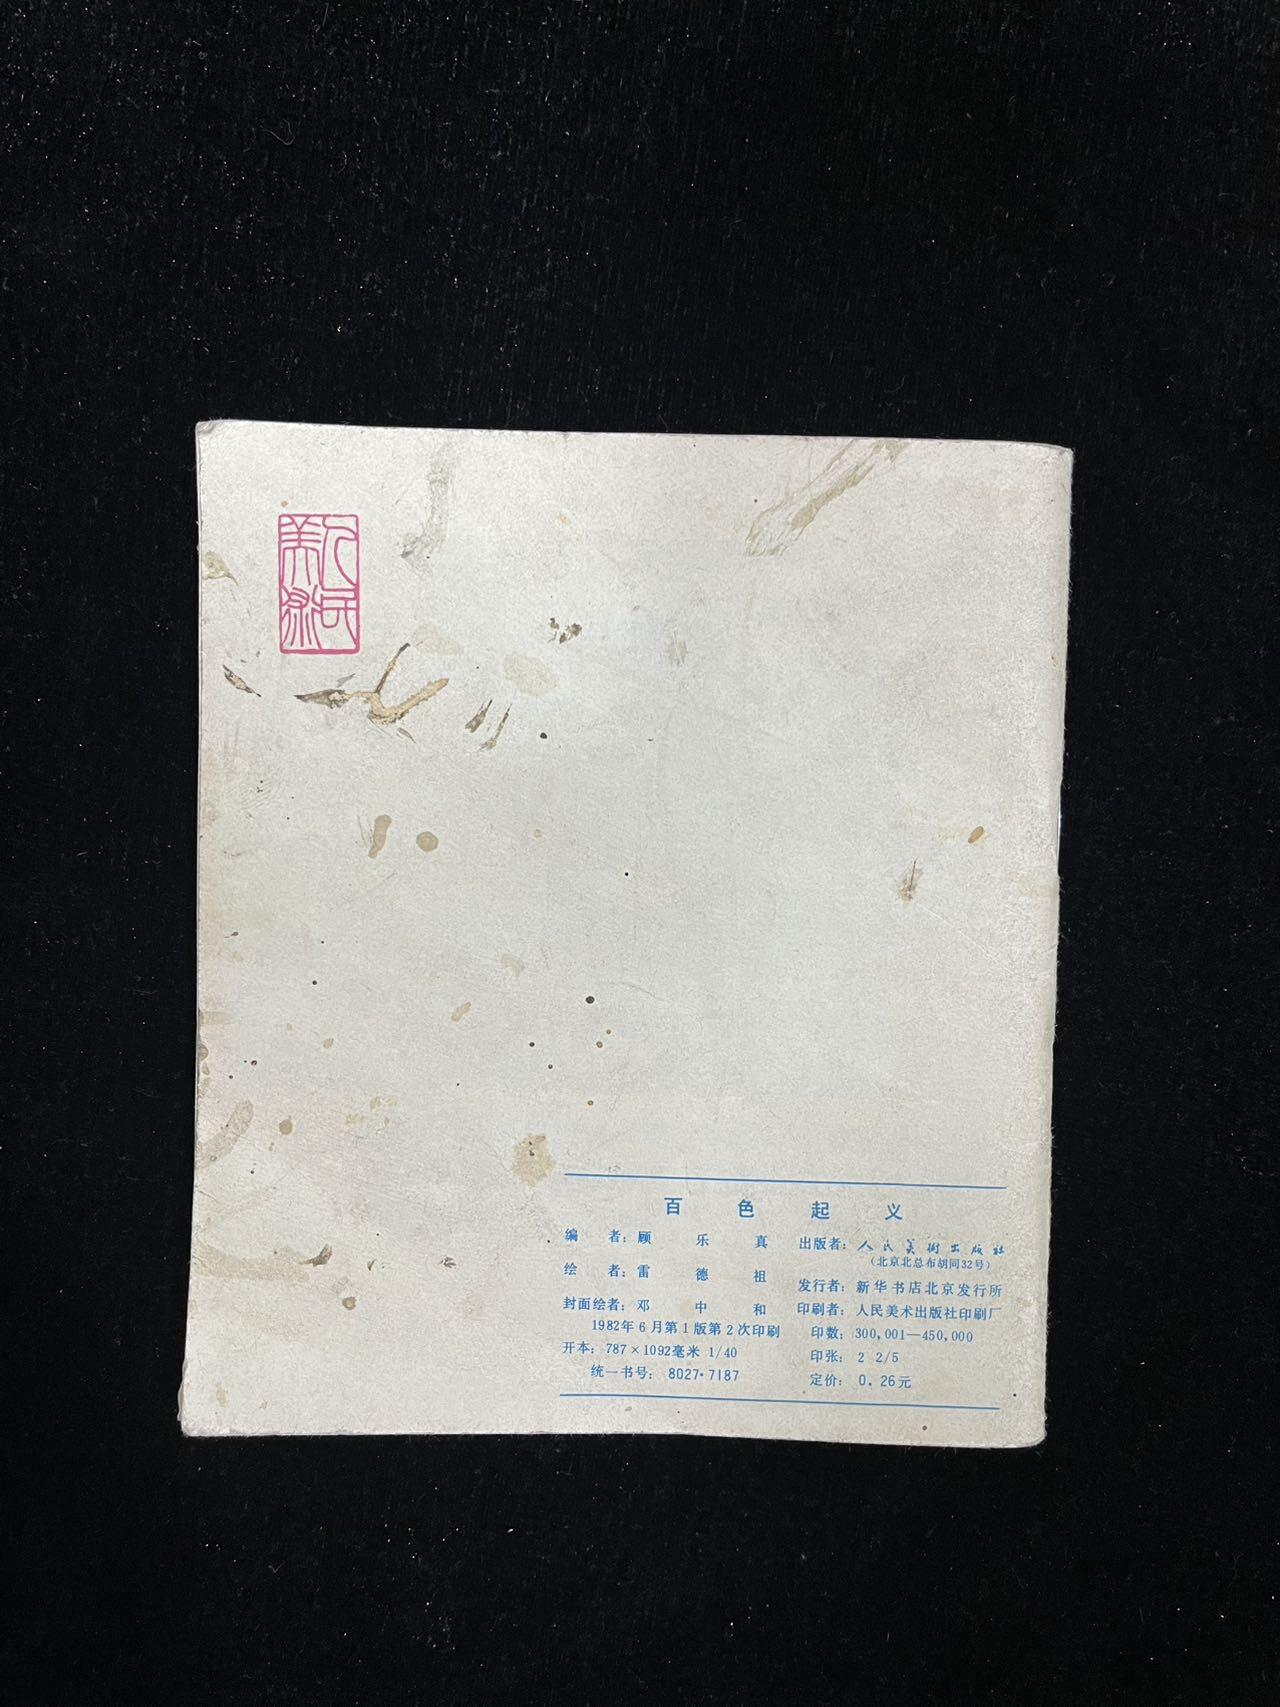 人民
美術
百色起义
编者：顾乐真
绘者：雷德祖
封面绘者：邓中和
1982年6月第1版第2次印刷
开本：787×1092毫米 1/40
统一书号：8027·7187
出版者：人民美術出版社
（北京北总布胡同32号）
发行者：新华书店北京发行所
印刷者：人民美术出版社印刷厂
印数：300,001—450,000
印张：2 2/5
定价：0.26元